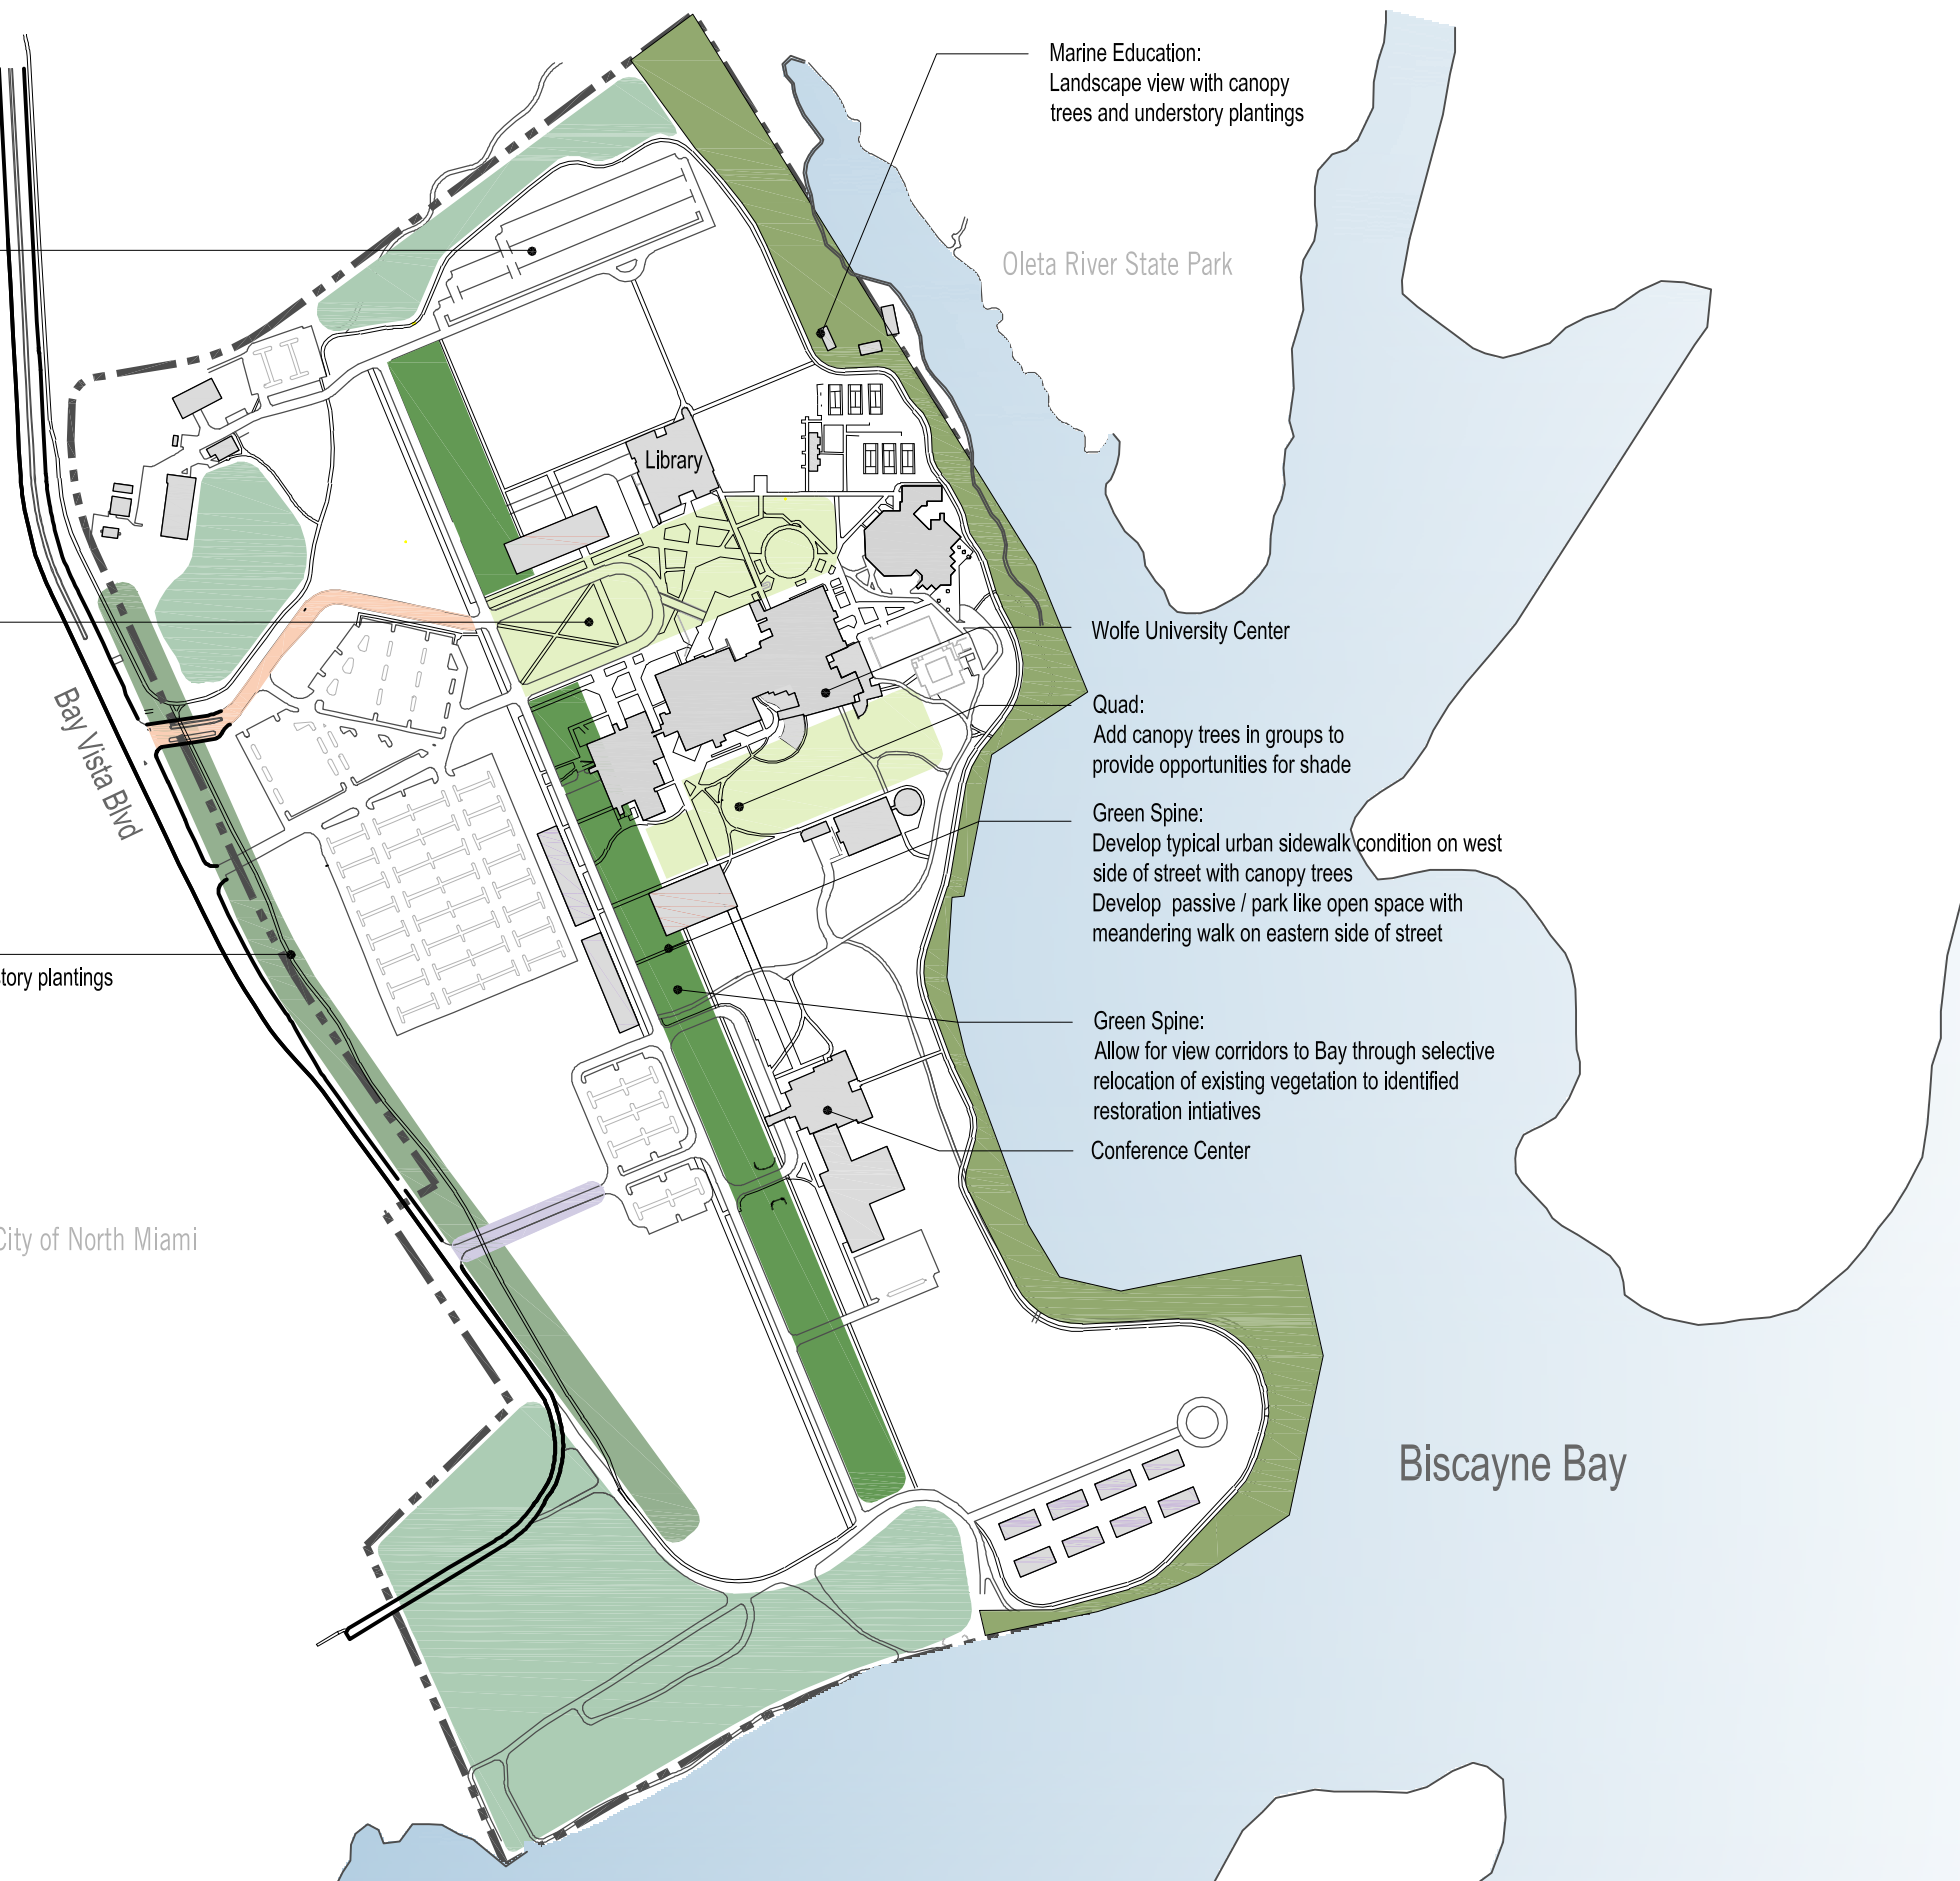 Marine Education:
Landscape view with canopy
trees and understory plantings
Oleta River State Park
Library
Wolfe University Center
Bay Vista Blvd
Quad:
Add canopy trees in groups to
provide opportunities for shade
Green Spine:
Develop typical urban sidewalk condition on west
side of street with canopy trees
Develop passive / park like open space with
meandering walk on eastern side of street
tory plantings
Green Spine:
Allow for view corridors to Bay through selective
relocation of existing vegetation to identified
restoration intiatives
Conference Center
City of North Miami
Biscayne Bay